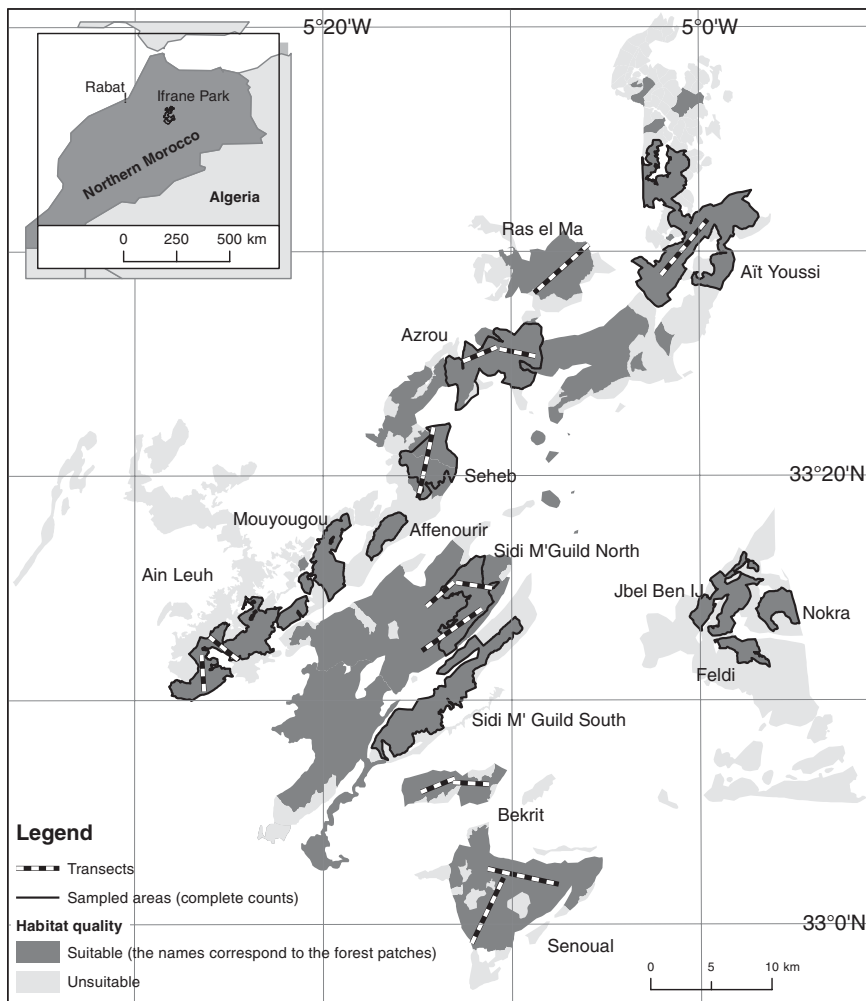 5°20'W
5°0'W
Rabat
Ifrane Park
Northern Morocco
Algeria
0 250 500 km
Ras el Ma
Aït Youssi
Azrou
Seheb
33°20'N
Mouyougou
Affenourir
Sidi M'Guild North
Ain Leuh
Jbel Ben IJ
Nokra
Feldi
Sidi M' Guild South
Bekrit
Legend
Transects
Sampled areas (complete counts)
Habitat quality
Suitable (the names correspond to the forest patches)
Unsuitable
33°0'N
Senoual
0 5 10 km